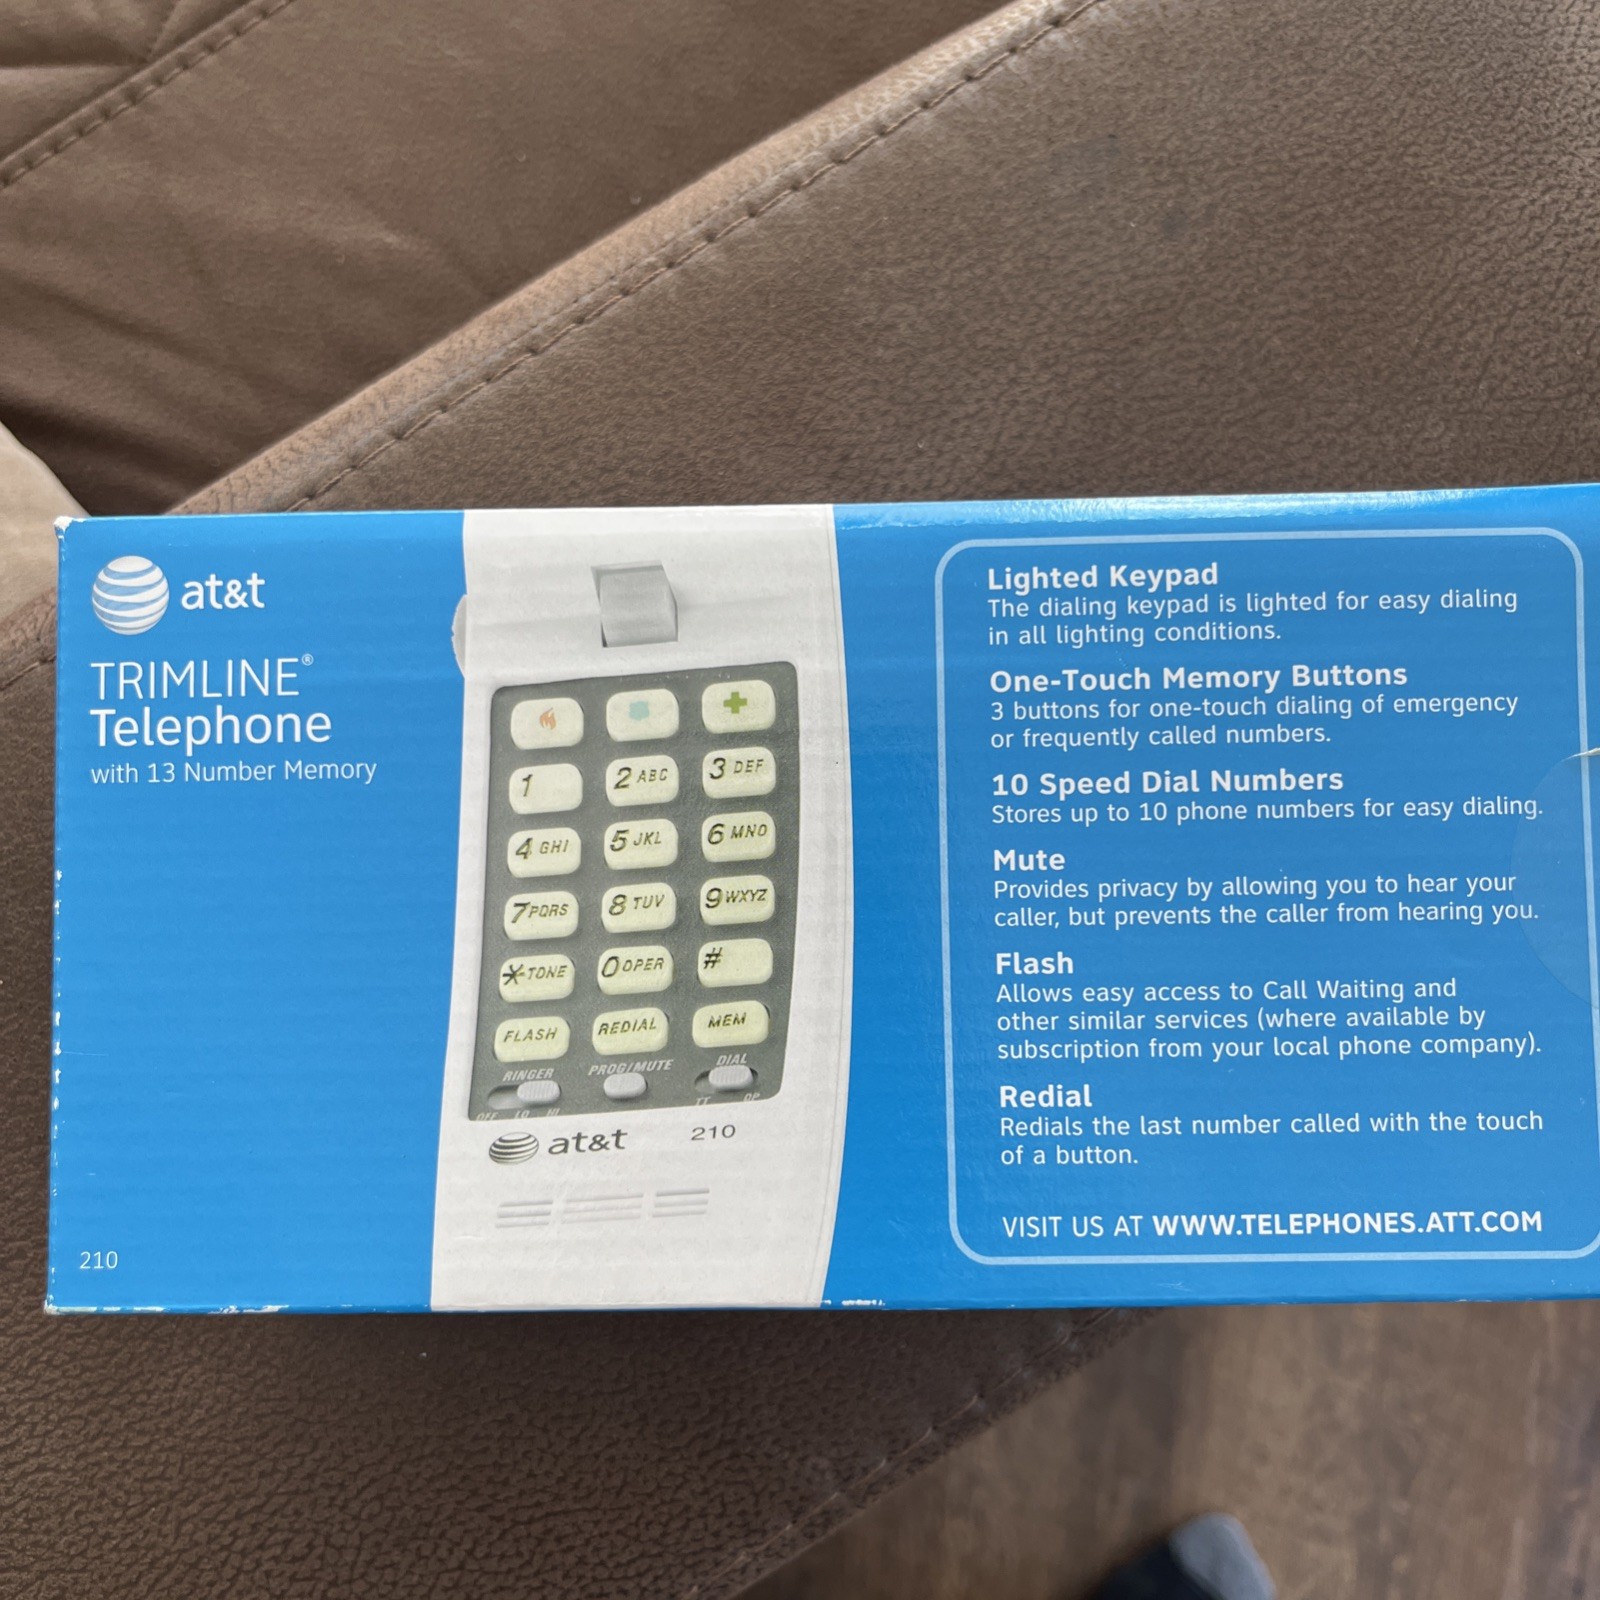 at&t
TRIMLINE®
Telephone
with 13 Number Memory
210
1
2 ABC
3 DEF
4 GHI
5 JKL
6 MNO
7 PQRS
8 TUV
9 WXYZ
* TONE
0 OPER
#
FLASH
REDIAL
MEM
RINGER
PROG/MUTE
DIAL
OFF LO HI
TT DP
at&t 210
Lighted Keypad
The dialing keypad is lighted for easy dialing
in all lighting conditions.
One-Touch Memory Buttons
3 buttons for one-touch dialing of emergency
or frequently called numbers.
10 Speed Dial Numbers
Stores up to 10 phone numbers for easy dialing.
Mute
Provides privacy by allowing you to hear your
caller, but prevents the caller from hearing you.
Flash
Allows easy access to Call Waiting and
other similar services (where available by
subscription from your local phone company).
Redial
Redials the last number called with the touch
of a button.
VISIT US AT WWW.TELEPHONES.ATT.COM